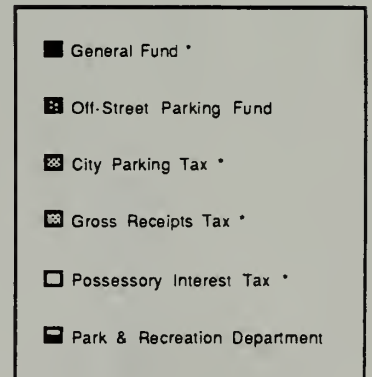 General Fund *
Off-Street Parking Fund
City Parking Tax *
Gross Receipts Tax *
Possessory Interest Tax *
Park & Recreation Department